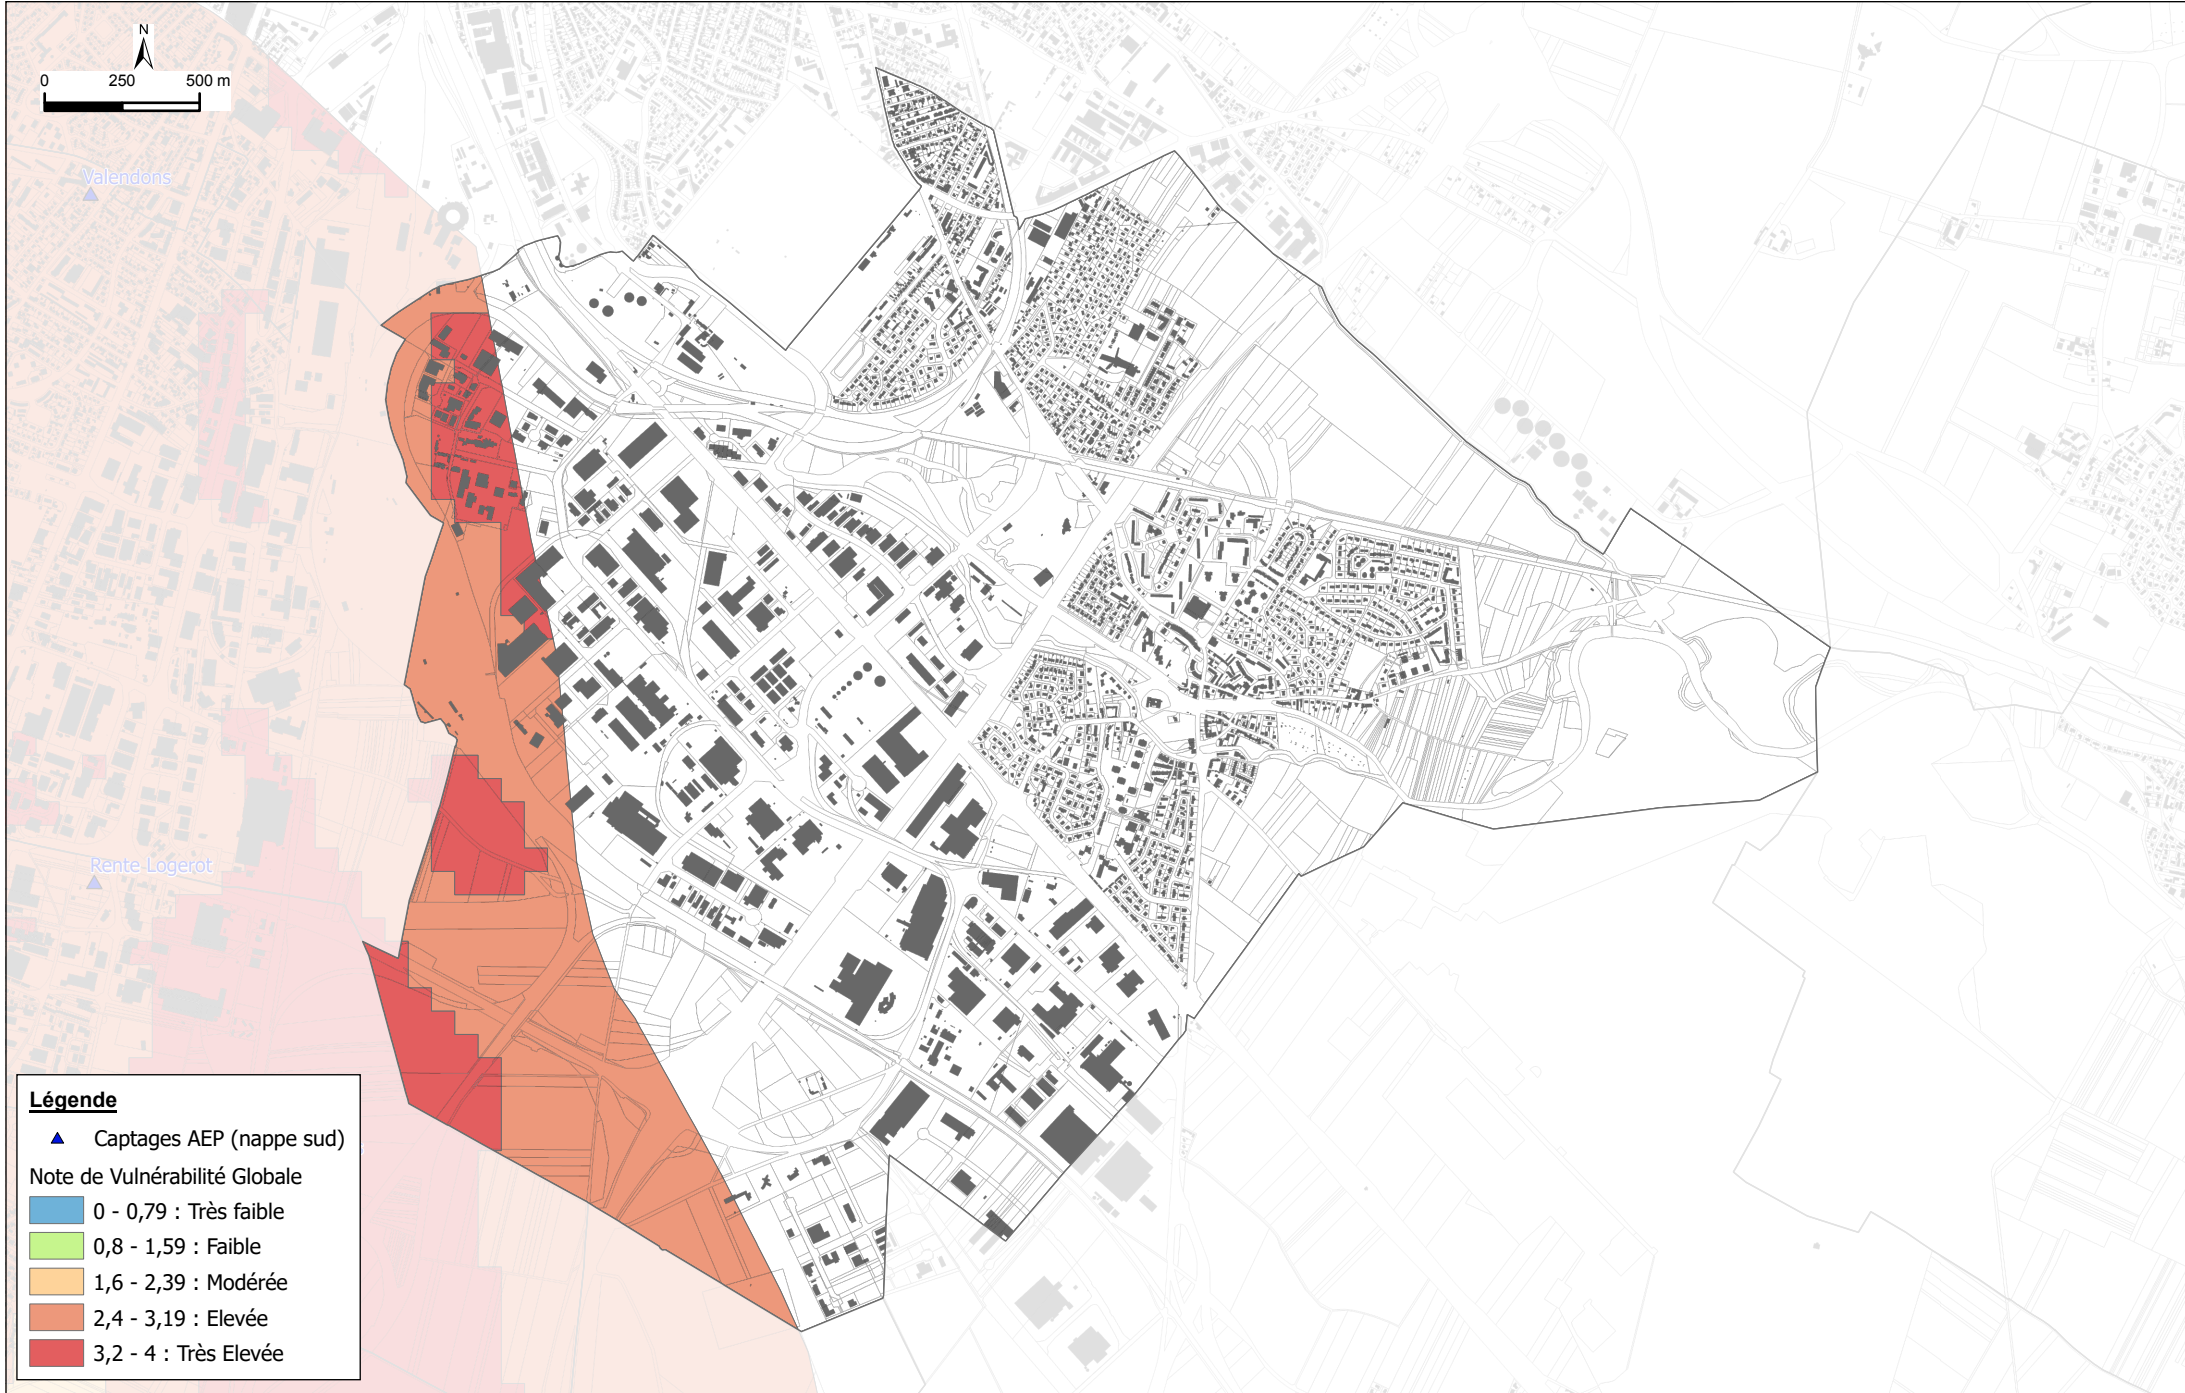 N
0 250 500 m
Valendons
Rente Logerot
Légende
Captages AEP (nappe sud)
Note de Vulnérabilité Globale
0 - 0,79 : Très faible
0,8 - 1,59 : Faible
1,6 - 2,39 : Modérée
2,4 - 3,19 : Elevée
3,2 - 4 : Très Elevée